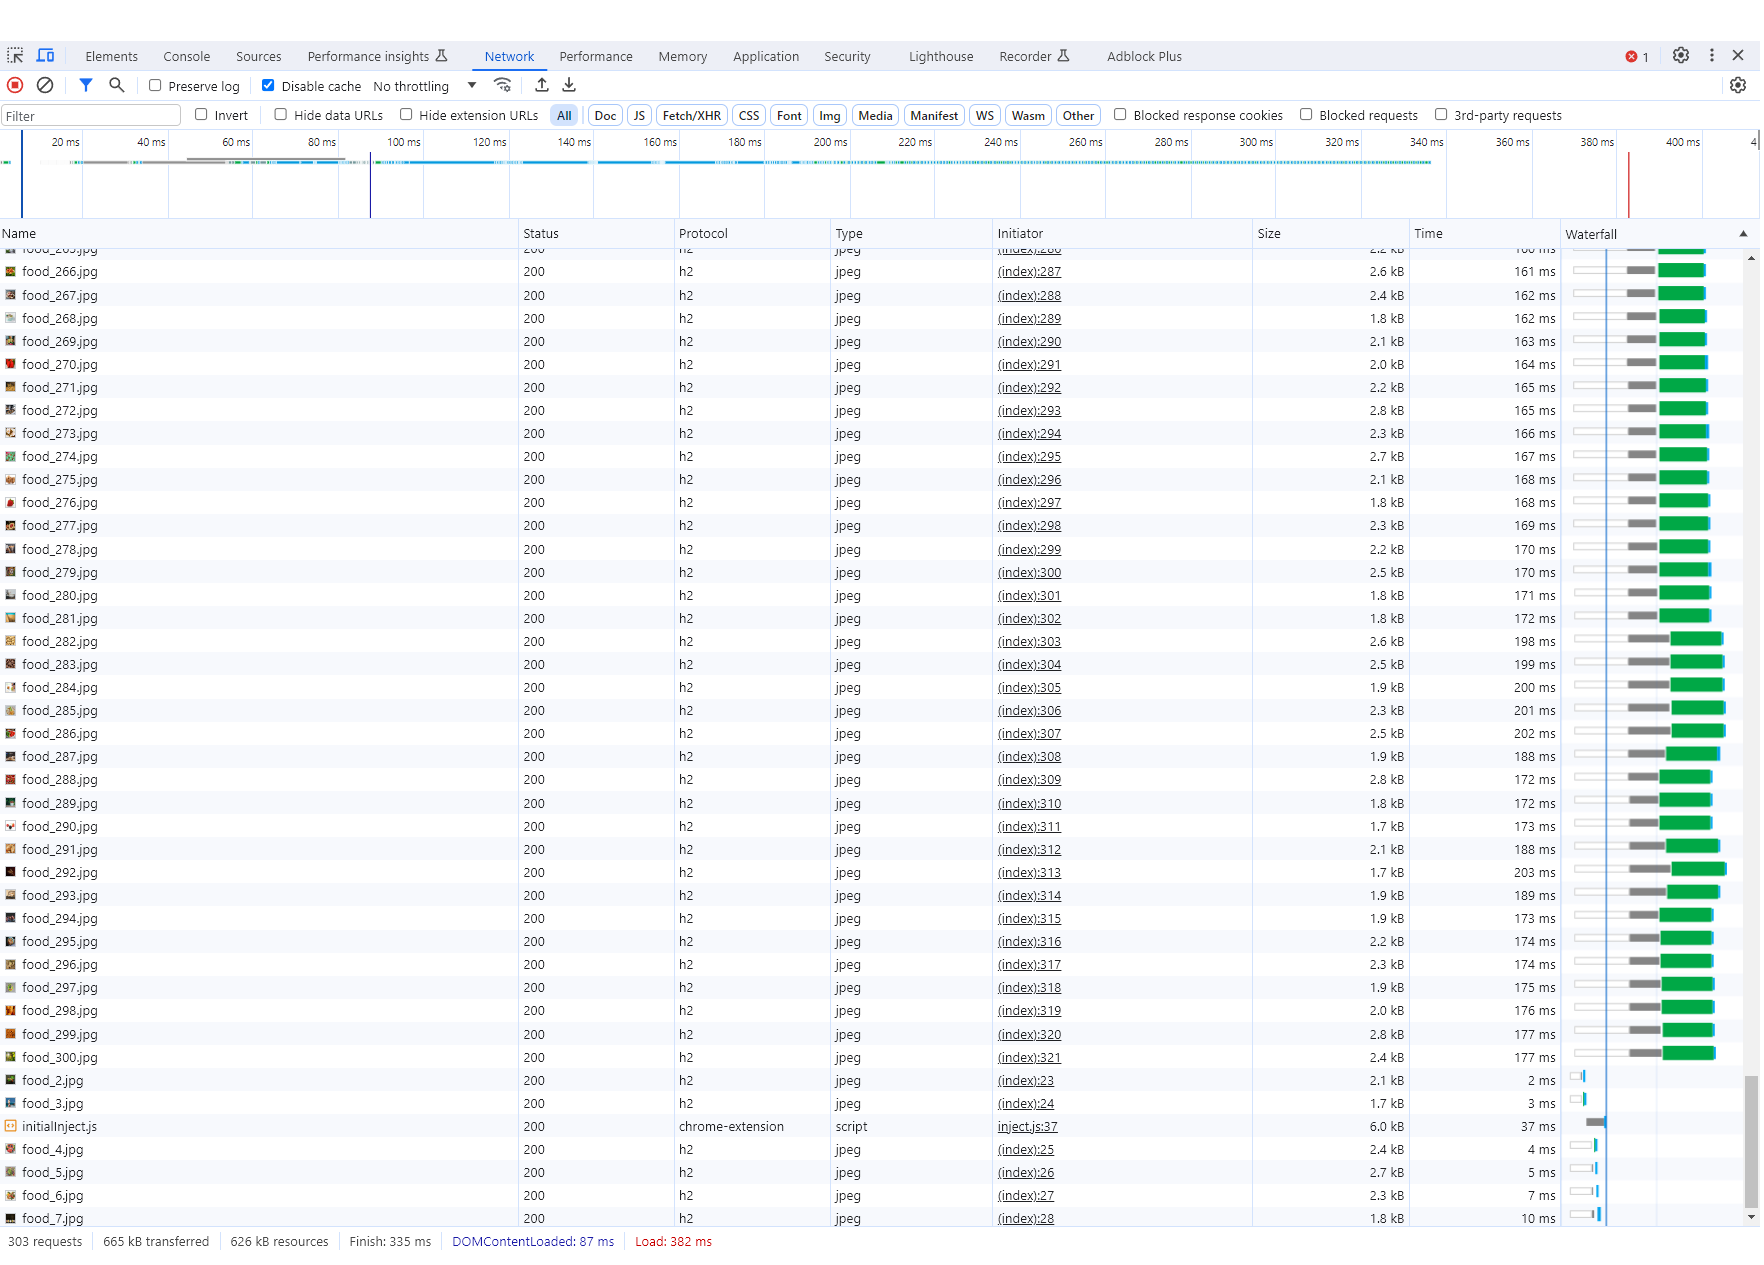 Elements Console Sources Performance insights Network Performance Memory Application Security Lighthouse Recorder Adblock Plus 1
Preserve log Disable cache No throttling
Filter Invert Hide data URLs Hide extension URLs All Doc JS Fetch/XHR CSS Font Img Media Manifest WS Wasm Other Blocked response cookies Blocked requests 3rd-party requests
20 ms 40 ms 60 ms 80 ms 100 ms 120 ms 140 ms 160 ms 180 ms 200 ms 220 ms 240 ms 260 ms 280 ms 300 ms 320 ms 340 ms 360 ms 380 ms 400 ms 4
Name Status Protocol Type Initiator Size Time Waterfall
food_265.jpg 200 h2 jpeg (index):286 2.2 kB 160 ms
food_266.jpg 200 h2 jpeg (index):287 2.6 kB 161 ms
food_267.jpg 200 h2 jpeg (index):288 2.4 kB 162 ms
food_268.jpg 200 h2 jpeg (index):289 1.8 kB 162 ms
food_269.jpg 200 h2 jpeg (index):290 2.1 kB 163 ms
food_270.jpg 200 h2 jpeg (index):291 2.0 kB 164 ms
food_271.jpg 200 h2 jpeg (index):292 2.2 kB 165 ms
food_272.jpg 200 h2 jpeg (index):293 2.8 kB 165 ms
food_273.jpg 200 h2 jpeg (index):294 2.3 kB 166 ms
food_274.jpg 200 h2 jpeg (index):295 2.7 kB 167 ms
food_275.jpg 200 h2 jpeg (index):296 2.1 kB 168 ms
food_276.jpg 200 h2 jpeg (index):297 1.8 kB 168 ms
food_277.jpg 200 h2 jpeg (index):298 2.3 kB 169 ms
food_278.jpg 200 h2 jpeg (index):299 2.2 kB 170 ms
food_279.jpg 200 h2 jpeg (index):300 2.5 kB 170 ms
food_280.jpg 200 h2 jpeg (index):301 1.8 kB 171 ms
food_281.jpg 200 h2 jpeg (index):302 1.8 kB 172 ms
food_282.jpg 200 h2 jpeg (index):303 2.6 kB 198 ms
food_283.jpg 200 h2 jpeg (index):304 2.5 kB 199 ms
food_284.jpg 200 h2 jpeg (index):305 1.9 kB 200 ms
food_285.jpg 200 h2 jpeg (index):306 2.3 kB 201 ms
food_286.jpg 200 h2 jpeg (index):307 2.5 kB 202 ms
food_287.jpg 200 h2 jpeg (index):308 1.9 kB 188 ms
food_288.jpg 200 h2 jpeg (index):309 2.8 kB 172 ms
food_289.jpg 200 h2 jpeg (index):310 1.8 kB 172 ms
food_290.jpg 200 h2 jpeg (index):311 1.7 kB 173 ms
food_291.jpg 200 h2 jpeg (index):312 2.1 kB 188 ms
food_292.jpg 200 h2 jpeg (index):313 1.7 kB 203 ms
food_293.jpg 200 h2 jpeg (index):314 1.9 kB 189 ms
food_294.jpg 200 h2 jpeg (index):315 1.9 kB 173 ms
food_295.jpg 200 h2 jpeg (index):316 2.2 kB 174 ms
food_296.jpg 200 h2 jpeg (index):317 2.3 kB 174 ms
food_297.jpg 200 h2 jpeg (index):318 1.9 kB 175 ms
food_298.jpg 200 h2 jpeg (index):319 2.0 kB 176 ms
food_299.jpg 200 h2 jpeg (index):320 2.8 kB 177 ms
food_300.jpg 200 h2 jpeg (index):321 2.4 kB 177 ms
food_2.jpg 200 h2 jpeg (index):23 2.1 kB 2 ms
food_3.jpg 200 h2 jpeg (index):24 1.7 kB 3 ms
initialInject.js 200 chrome-extension script inject.js:37 6.0 kB 37 ms
food_4.jpg 200 h2 jpeg (index):25 2.4 kB 4 ms
food_5.jpg 200 h2 jpeg (index):26 2.7 kB 5 ms
food_6.jpg 200 h2 jpeg (index):27 2.3 kB 7 ms
food_7.jpg 200 h2 jpeg (index):28 1.8 kB 10 ms
303 requests 665 kB transferred 626 kB resources Finish: 335 ms DOMContentLoaded: 87 ms Load: 382 ms